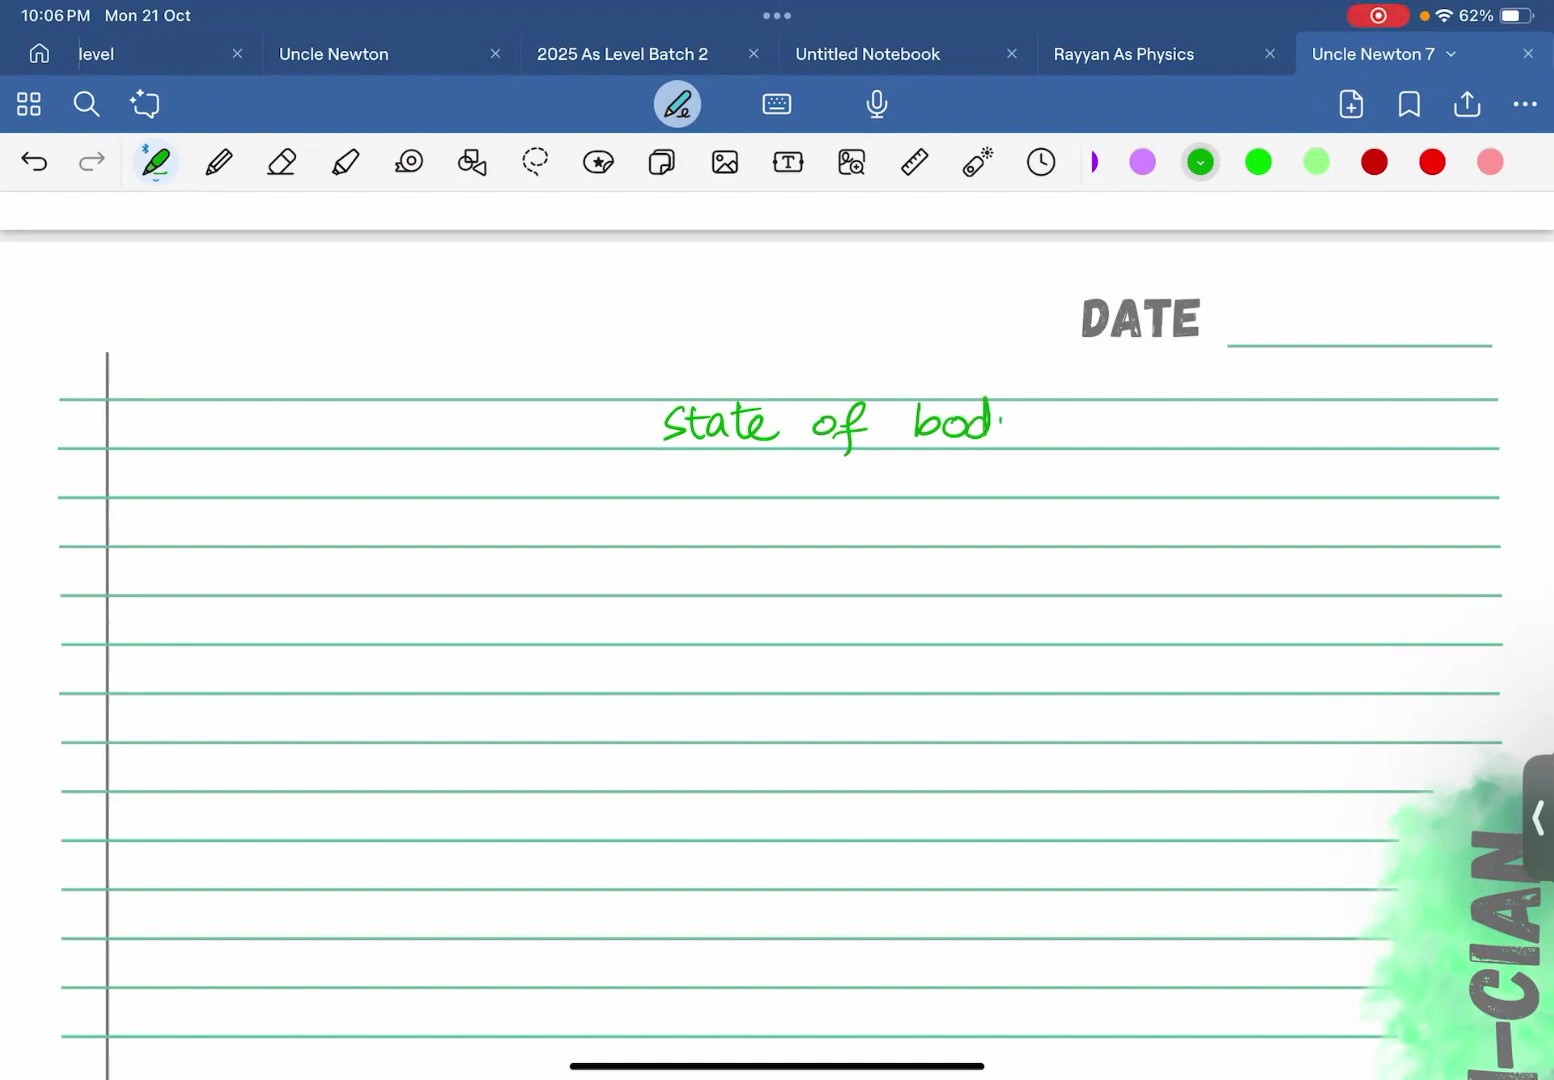 10:06 PM Mon 21 Oct
62%
level
Uncle Newton
2025 As Level Batch 2
Untitled Notebook
Rayyan As Physics
Uncle Newton 7
DATE
state of bod
-CIAN